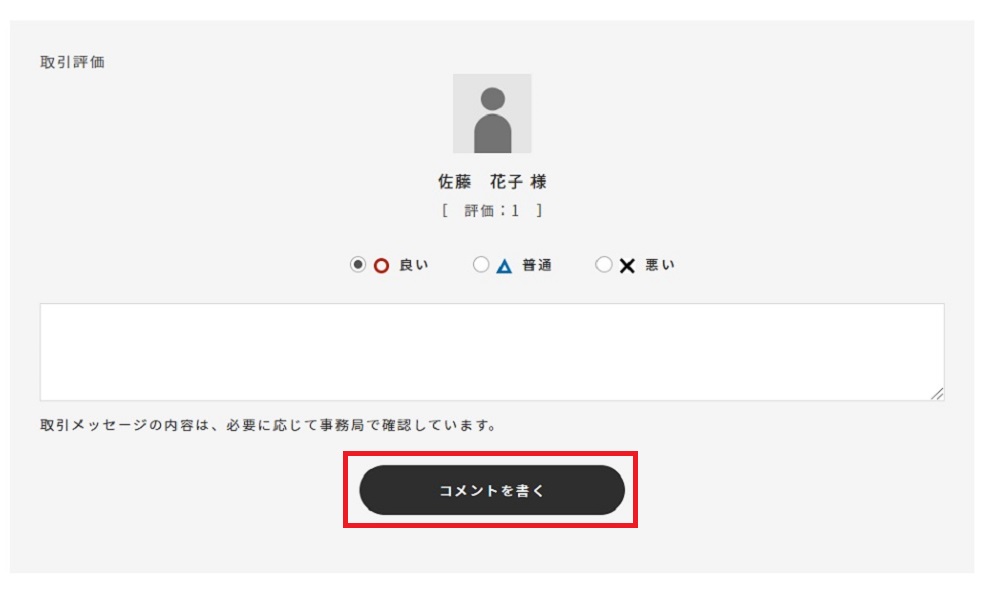 取引評価
佐藤　花子 様
[　評価：1　]
良い　普通　悪い
取引メッセージの内容は、必要に応じて事務局で確認しています。
コメントを書く